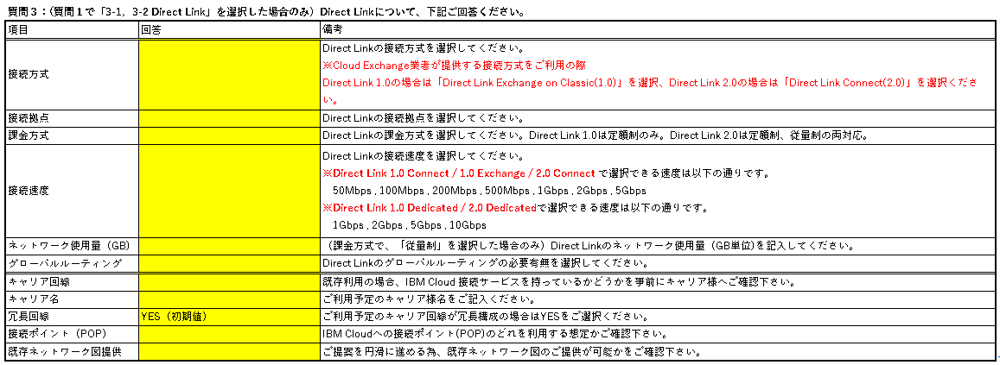 質問３：（質問１で「3-1，3-2 Direct Link」を選択した場合のみ）Direct Linkについて、下記ご回答ください。
項目 回答 備考
接続方式 Direct Linkの接続方式を選択してください。
※Cloud Exchange業者が提供する接続方式をご利用の際
Direct Link 1.0の場合は「Direct Link Exchange on Classic(1.0)」を選択、Direct Link 2.0の場合は「Direct Link Connect(2.0)」を選択くださ
い。
接続拠点 Direct Linkの接続拠点を選択してください。
課金方式 Direct Linkの課金方式を選択してください。Direct Link 1.0は定額制のみ。Direct Link 2.0は定額制、従量制の両対応。
接続速度 Direct Linkの接続速度を選択してください。
※Direct Link 1.0 Connect / 1.0 Exchange / 2.0 Connect で選択できる速度は以下の通りです。
50Mbps , 100Mbps , 200Mbps , 500Mbps , 1Gbps , 2Gbps , 5Gbps
※Direct Link 1.0 Dedicated / 2.0 Dedicatedで選択できる速度は以下の通りです。
1Gbps , 2Gbps , 5Gbps , 10Gbps
ネットワーク使用量（GB） （課金方式で、「従量制」を選択した場合のみ）Direct Linkのネットワーク使用量（GB単位)を記入してください。
グローバルルーティング Direct Linkのグローバルルーティングの必要有無を選択してください。
キャリア回線 既存利用の場合、IBM Cloud 接続サービスを持っているかどうかを事前にキャリア様へご確認下さい。
キャリア名 ご利用予定のキャリア様名をご記入ください。
冗長回線 YES（初期値） ご利用予定のキャリア回線が冗長構成の場合はYESをご選択ください。
接続ポイント（POP） IBM Cloudへの接続ポイント(POP)のどれを利用する想定かご確認下さい。
既存ネットワーク図提供 ご提案を円滑に進める為、既存ネットワーク図のご提供が可能かをご確認下さい。